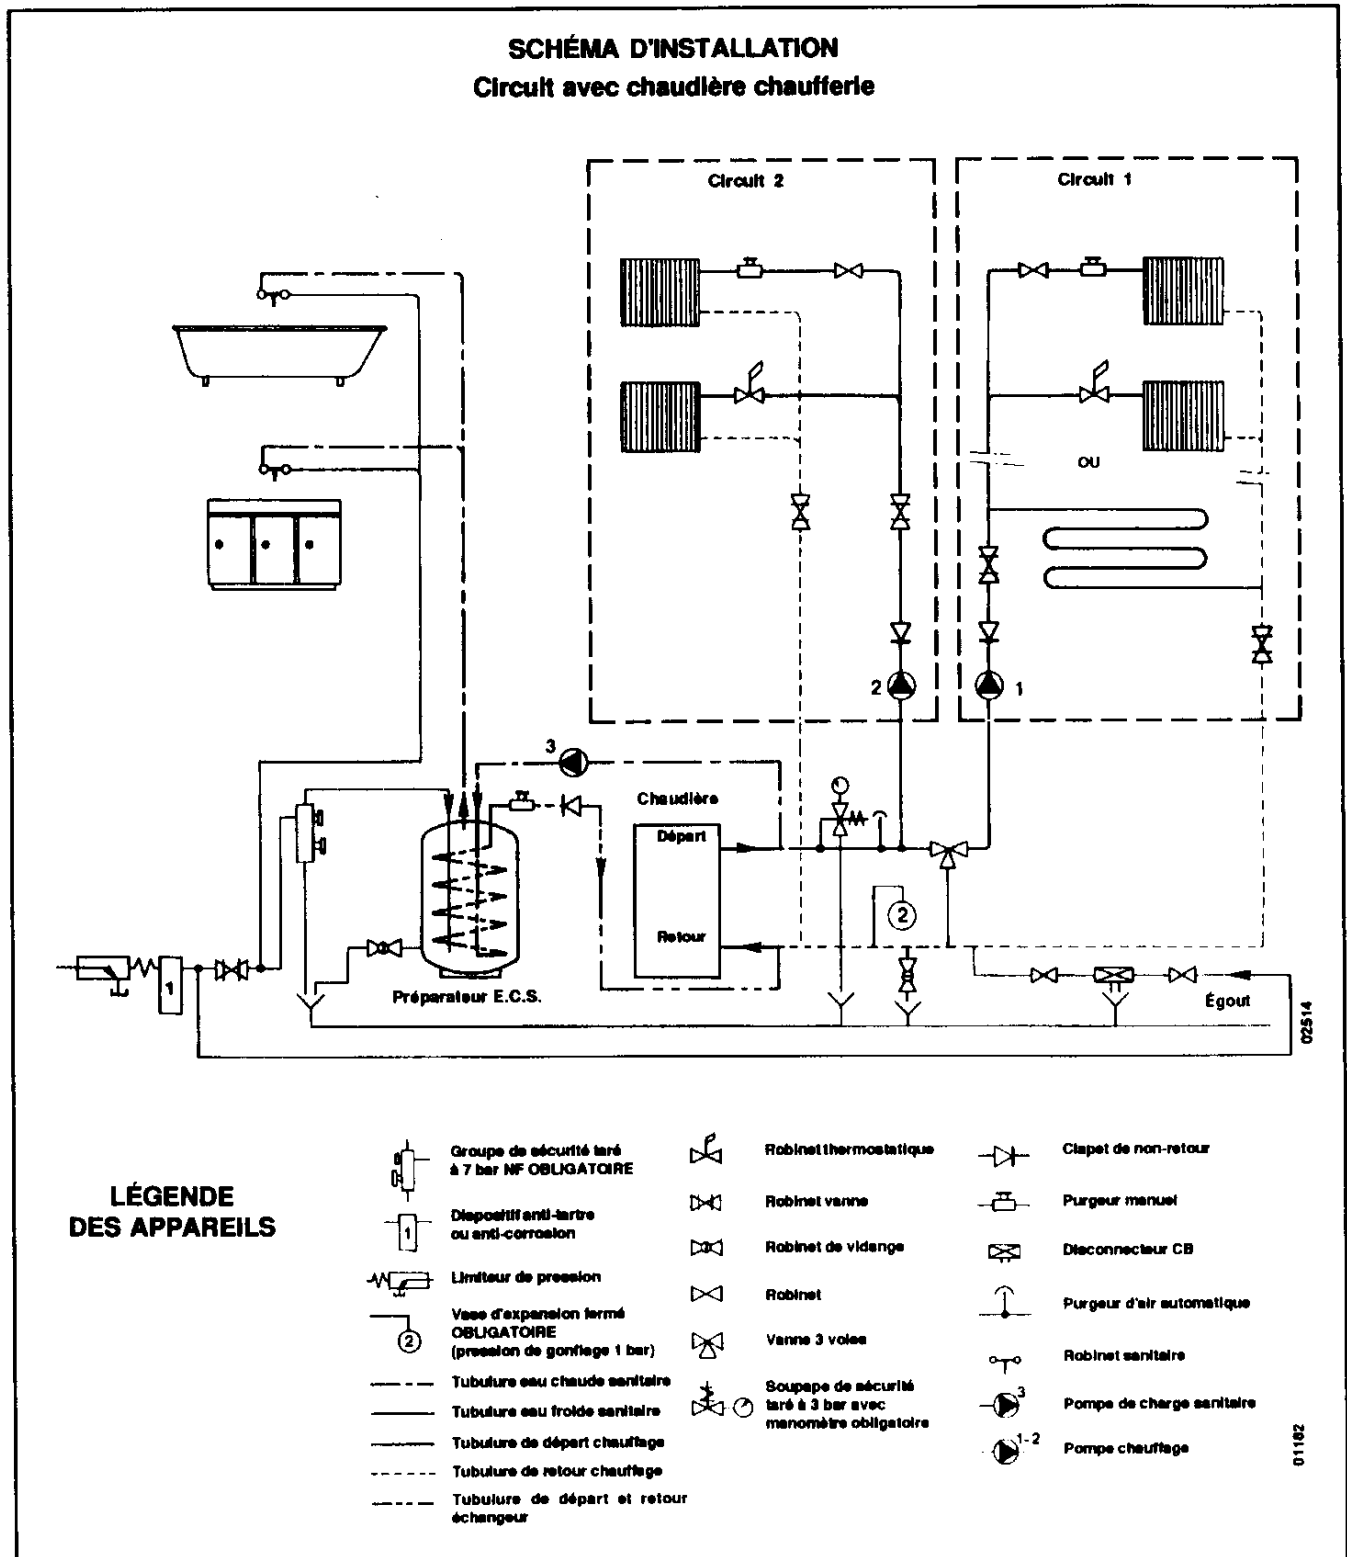 SCHÉMA D'INSTALLATION
Circuit avec chaudière chaufferie
Circuit 2
Circuit 1
OU
2
1
3
Chaudière
Départ
Retour
2
1
Préparateur E.C.S.
Égout
02514
LÉGENDE
DES APPAREILS
Groupe de sécurité taré
à 7 bar NF OBLIGATOIRE
1
Dispositif anti-tartre
ou anti-corrosion
Limiteur de pression
2
Vase d'expansion fermé
OBLIGATOIRE
(pression de gonflage 1 bar)
Tubulure eau chaude sanitaire
Tubulure eau froide sanitaire
Tubulure de départ chauffage
Tubulure de retour chauffage
Tubulure de départ et retour
échangeur
Robinet thermostatique
Robinet vanne
Robinet de vidange
Robinet
Vanne 3 voies
Soupape de sécurité
taré à 3 bar avec
manomètre obligatoire
Clapet de non-retour
Purgeur manuel
Disconnecteur CB
Purgeur d'air automatique
Robinet sanitaire
3
Pompe de charge sanitaire
1-2
Pompe chauffage
01182